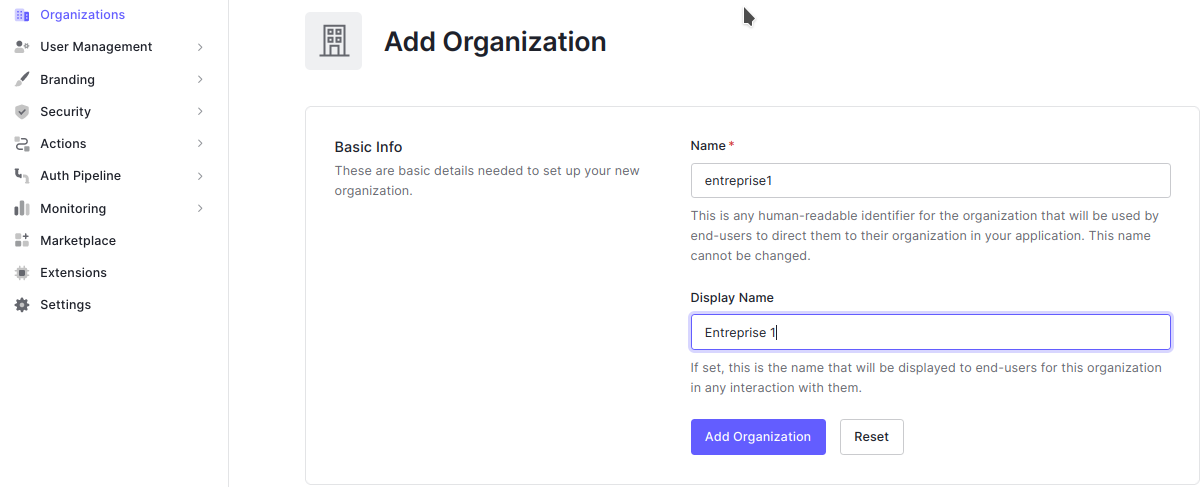 Organizations
User Management
Branding
Security
Actions
Auth Pipeline
Monitoring
Marketplace
Extensions
Settings
Add Organization
Basic Info
These are basic details needed to set up your new
organization.
Name*
entreprise1
This is any human-readable identifier for the organization that will be used by
end-users to direct them to their organization in your application. This name
cannot be changed.
Display Name
Entreprise 1
If set, this is the name that will be displayed to end-users for this organization
in any interaction with them.
Add Organization
Reset